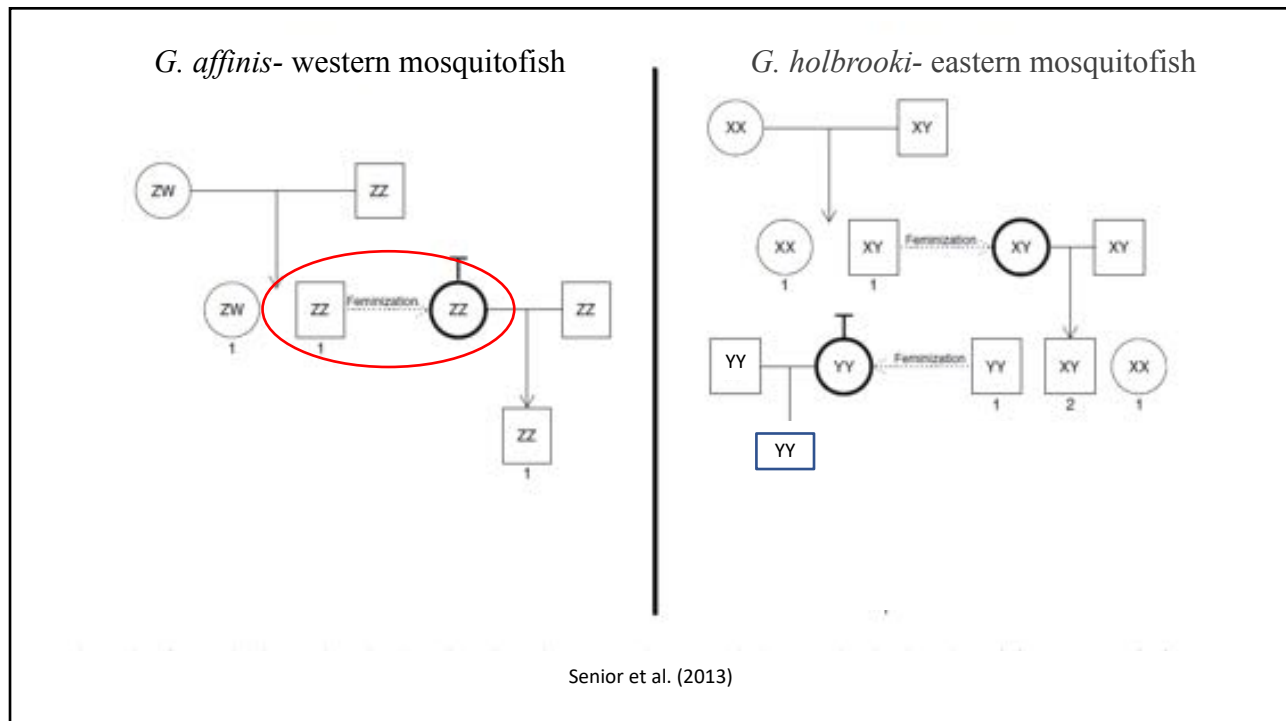 G. affinis- western mosquitofish
ZW
ZZ
ZW
1
ZZ
1
Feminization
ZZ
ZZ
ZZ
1
G. holbrooki- eastern mosquitofish
XX
XY
XX
1
XY
1
Feminization
XY
XY
YY
YY
Feminization
YY
1
XY
2
XX
1
YY
Senior et al. (2013)